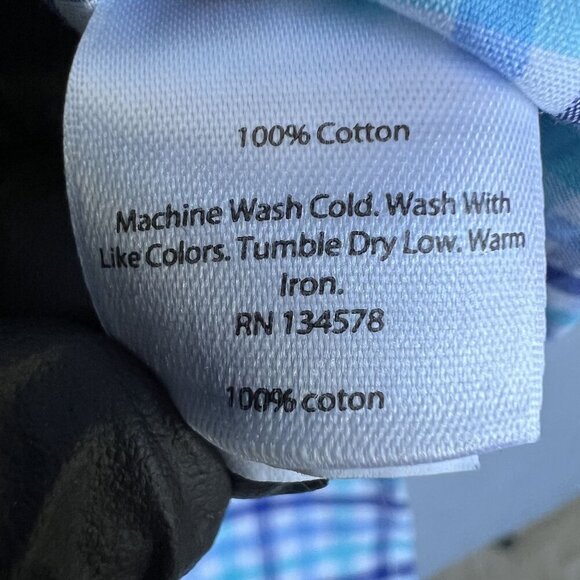 100% Cotton
Machine Wash Cold. Wash With
Like Colors. Tumble Dry Low. Warm
Iron.
RN 134578
100% coton